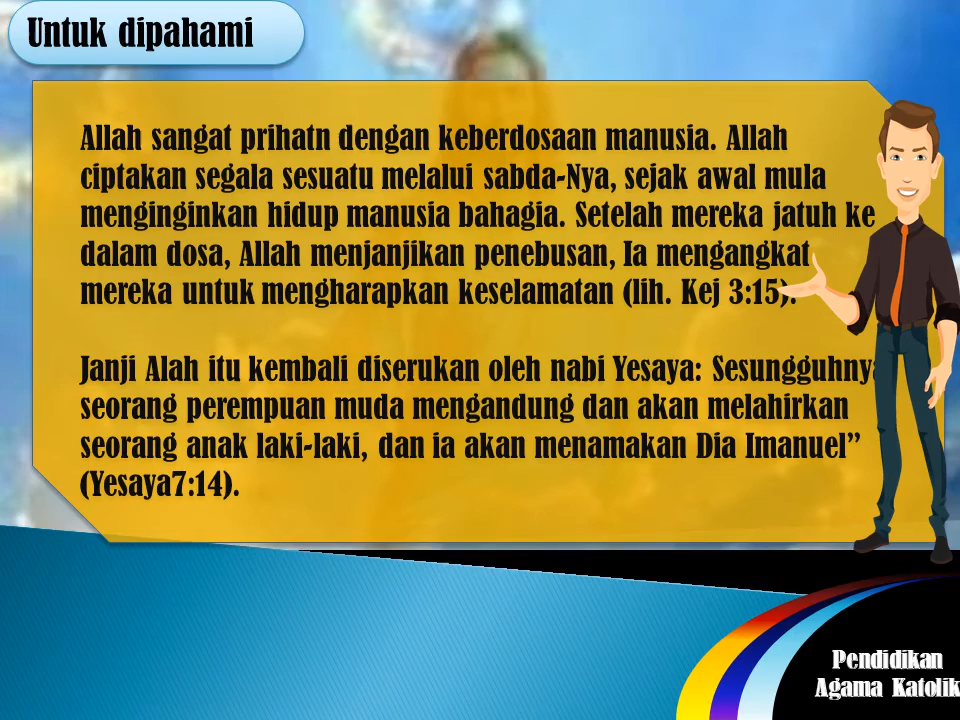 Untuk dipahami
Allah sangat prihatn dengan keberdosaan manusia. Allah
ciptakan segala sesuatu melalui sabda-Nya, sejak awal mula
menginginkan hidup manusia bahagia. Setelah mereka jatuh ke
dalam dosa, Allah menjanjikan penebusan, Ia mengangkat
mereka untuk mengharapkan keselamatan (lih. Kej 3:15).
Janji Alah itu kembali diserukan oleh nabi Yesaya: Sesungguhnya
seorang perempuan muda mengandung dan akan melahirkan
seorang anak laki-laki, dan ia akan menamakan Dia Imanuel”
(Yesaya7:14).
Pendidikan
Agama Katolik